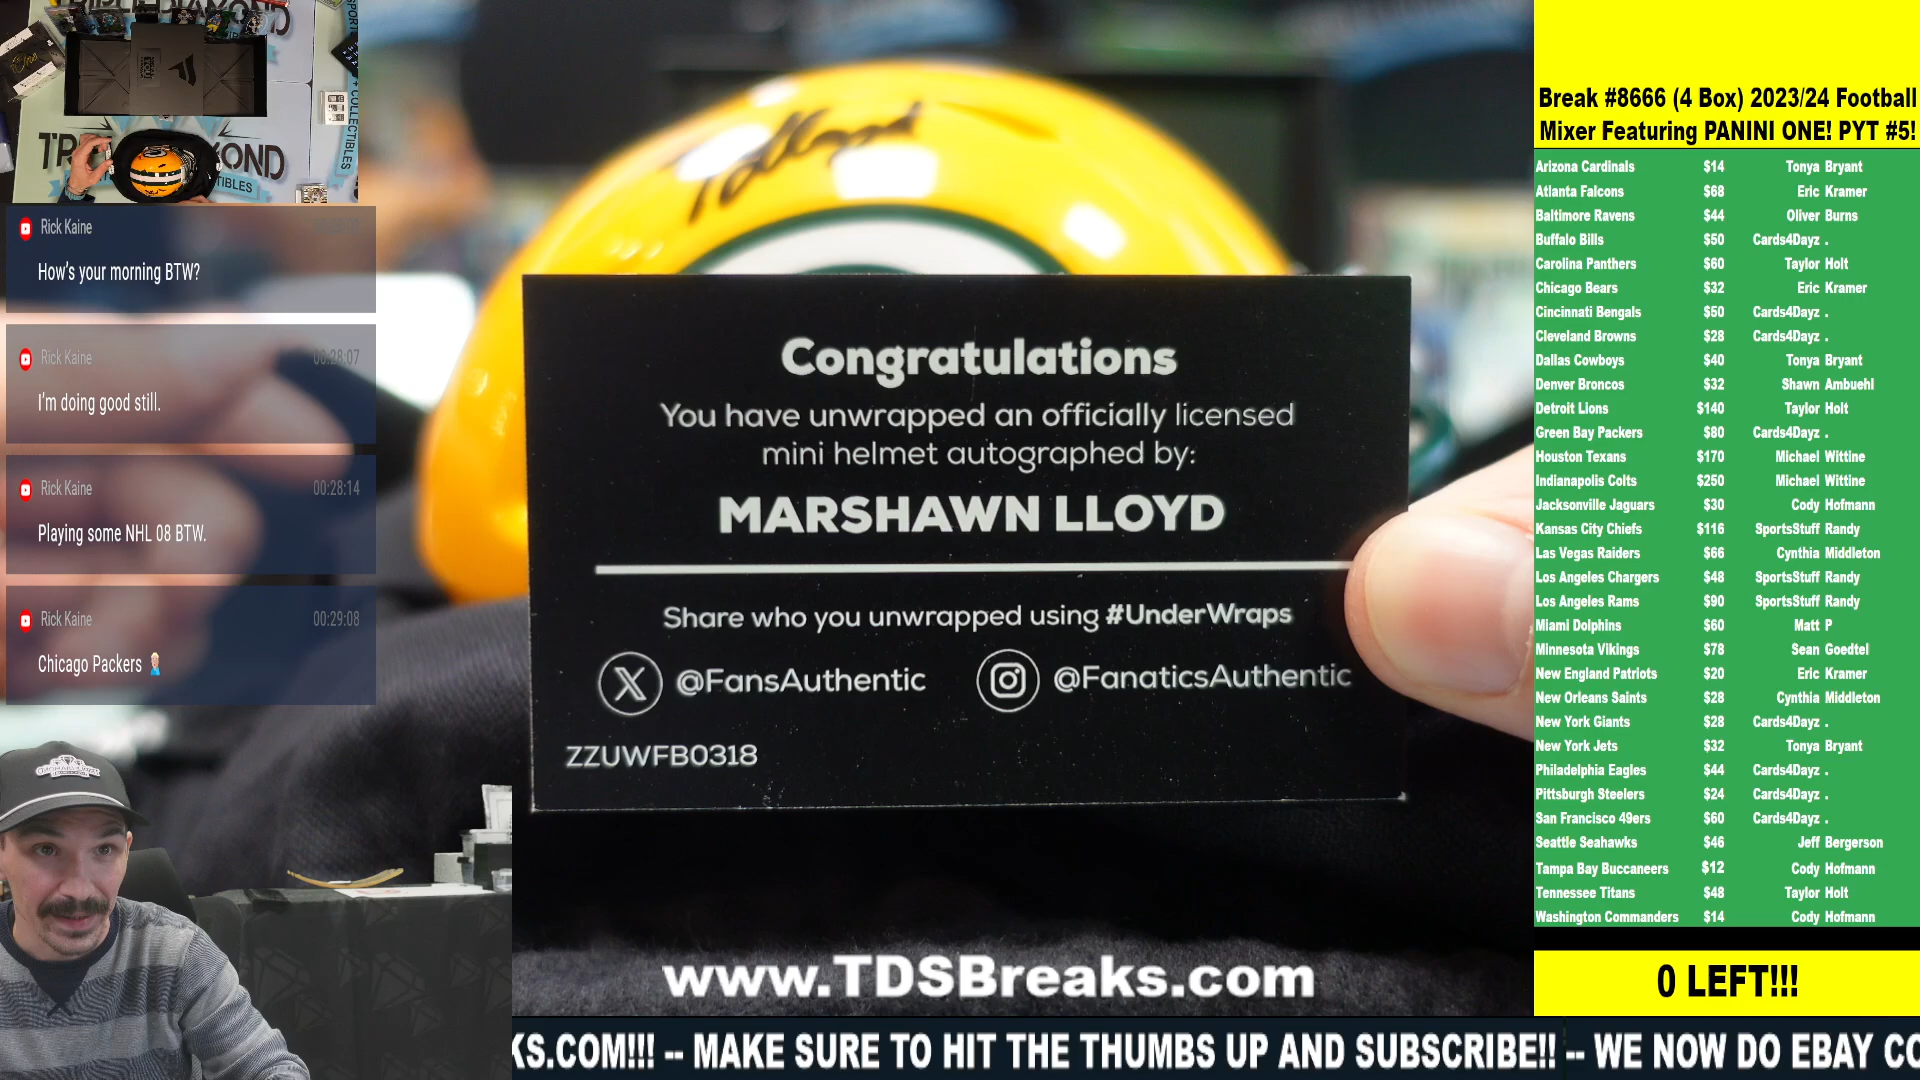 Rick Kaine
How's your morning BTW?
Rick Kaine 00:28:07
I'm doing good still.
Rick Kaine 00:28:14
Playing some NHL 08 BTW.
Rick Kaine 00:29:08
Chicago Packers
Congratulations
You have unwrapped an officially licensed
mini helmet autographed by:
MARSHAWN LLOYD
Share who you unwrapped using #UnderWraps
@FansAuthentic @FanaticsAuthentic
ZZUWFB0318
www.TDSBreaks.com
KS.COM!!! -- MAKE SURE TO HIT THE THUMBS UP AND SUBSCRIBE!! -- WE NOW DO EBAY CO
Break #8666 (4 Box) 2023/24 Football
Mixer Featuring PANINI ONE! PYT #5!
Arizona Cardinals $14 Tonya Bryant
Atlanta Falcons $68 Eric Kramer
Baltimore Ravens $44 Oliver Burns
Buffalo Bills $50 Cards4Dayz .
Carolina Panthers $60 Taylor Holt
Chicago Bears $32 Eric Kramer
Cincinnati Bengals $50 Cards4Dayz .
Cleveland Browns $28 Cards4Dayz .
Dallas Cowboys $40 Tonya Bryant
Denver Broncos $32 Shawn Ambuehl
Detroit Lions $140 Taylor Holt
Green Bay Packers $80 Cards4Dayz .
Houston Texans $170 Michael Wittine
Indianapolis Colts $250 Michael Wittine
Jacksonville Jaguars $30 Cody Hofmann
Kansas City Chiefs $116 SportsStuff Randy
Las Vegas Raiders $66 Cynthia Middleton
Los Angeles Chargers $48 SportsStuff Randy
Los Angeles Rams $90 SportsStuff Randy
Miami Dolphins $60 Matt P
Minnesota Vikings $78 Sean Goedtel
New England Patriots $20 Eric Kramer
New Orleans Saints $28 Cynthia Middleton
New York Giants $28 Cards4Dayz .
New York Jets $32 Tonya Bryant
Philadelphia Eagles $44 Cards4Dayz .
Pittsburgh Steelers $24 Cards4Dayz .
San Francisco 49ers $60 Cards4Dayz .
Seattle Seahawks $46 Jeff Bergerson
Tampa Bay Buccaneers $12 Cody Hofmann
Tennessee Titans $48 Taylor Holt
Washington Commanders $14 Cody Hofmann
0 LEFT!!!